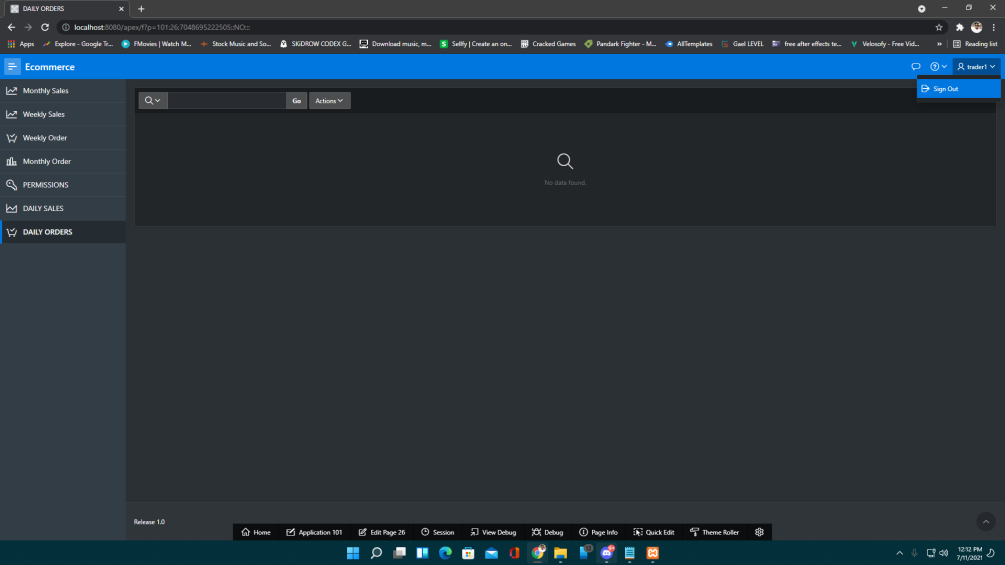 DAILY ORDERS
localhost:8080/apex/f?p=101:26:7048695222505::NO:::
Apps
Explore - Google Tr...
FMovies | Watch M...
Stock Music and So...
SKiDROW CODEX G...
Download music, m...
Sellfy | Create an on...
Cracked Games
Pandark Fighter - M...
AllTemplates
Gael LEVEL
free after effects te...
Velosofy - Free Vid...
»
Reading list
Ecommerce
trader1
Sign Out
Monthly Sales
Weekly Sales
Weekly Order
Monthly Order
PERMISSIONS
DAILY SALES
DAILY ORDERS
Go
Actions
No data found.
Release 1.0
Home
Application 101
Edit Page 26
Session
View Debug
Debug
Page Info
Quick Edit
Theme Roller
12:12 PM
7/11/2021